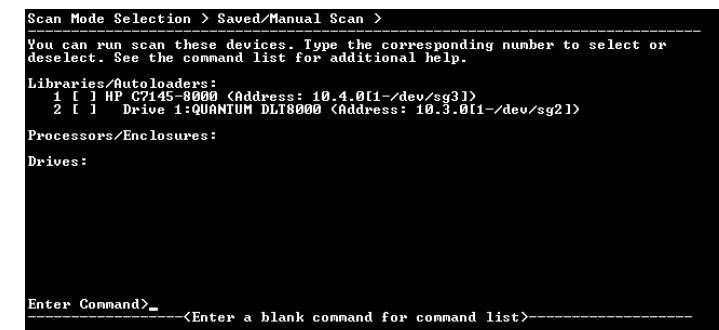 Scan Mode Selection > Saved/Manual Scan >
--------------------------------------------------------------------------
You can run scan these devices. Type the corresponding number to select or
deselect. See the command list for additional help.
Libraries/Autoloaders:
1 [ ] HP C7145-8000 (Address: 10.4.0[1-/dev/sg3])
2 [ ] Drive 1:QUANTUM DLT8000 (Address: 10.3.0[1-/dev/sg2])
Processors/Enclosures:
Drives:
Enter Command>_
-----------------<Enter a blank command for command list>------------------